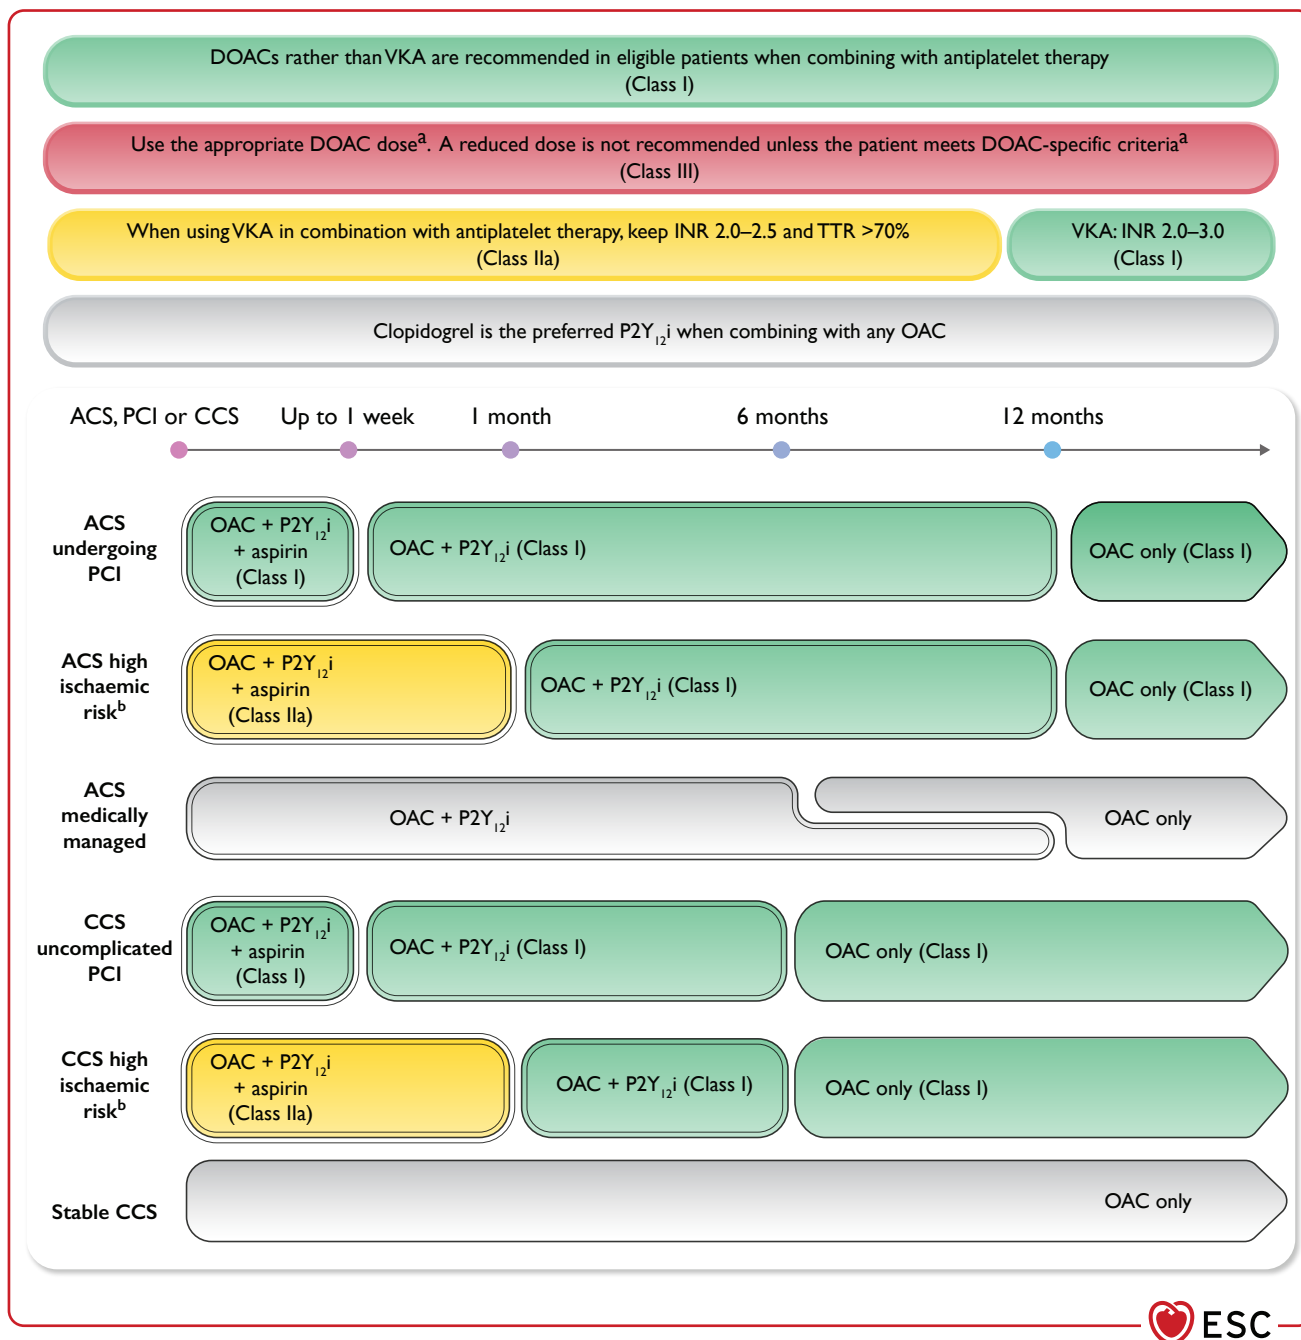 DOACs rather than VKA are recommended in eligible patients when combining with antiplatelet therapy
(Class I)
Use the appropriate DOAC doseᵃ. A reduced dose is not recommended unless the patient meets DOAC-specific criteriaᵃ
(Class III)
When using VKA in combination with antiplatelet therapy, keep INR 2.0–2.5 and TTR >70%
(Class IIa)
VKA: INR 2.0–3.0
(Class I)
Clopidogrel is the preferred P2Y₁₂i when combining with any OAC
ACS, PCI or CCS
Up to 1 week
1 month
6 months
12 months
ACS
undergoing
PCI
OAC + P2Y₁₂i
+ aspirin
(Class I)
OAC + P2Y₁₂i (Class I)
OAC only (Class I)
ACS high
ischaemic
riskᵇ
OAC + P2Y₁₂i
+ aspirin
(Class IIa)
OAC + P2Y₁₂i (Class I)
OAC only (Class I)
ACS
medically
managed
OAC + P2Y₁₂i
OAC only
CCS
uncomplicated
PCI
OAC + P2Y₁₂i
+ aspirin
(Class I)
OAC + P2Y₁₂i (Class I)
OAC only (Class I)
CCS high
ischaemic
riskᵇ
OAC + P2Y₁₂i
+ aspirin
(Class IIa)
OAC + P2Y₁₂i (Class I)
OAC only (Class I)
Stable CCS
OAC only
ESC